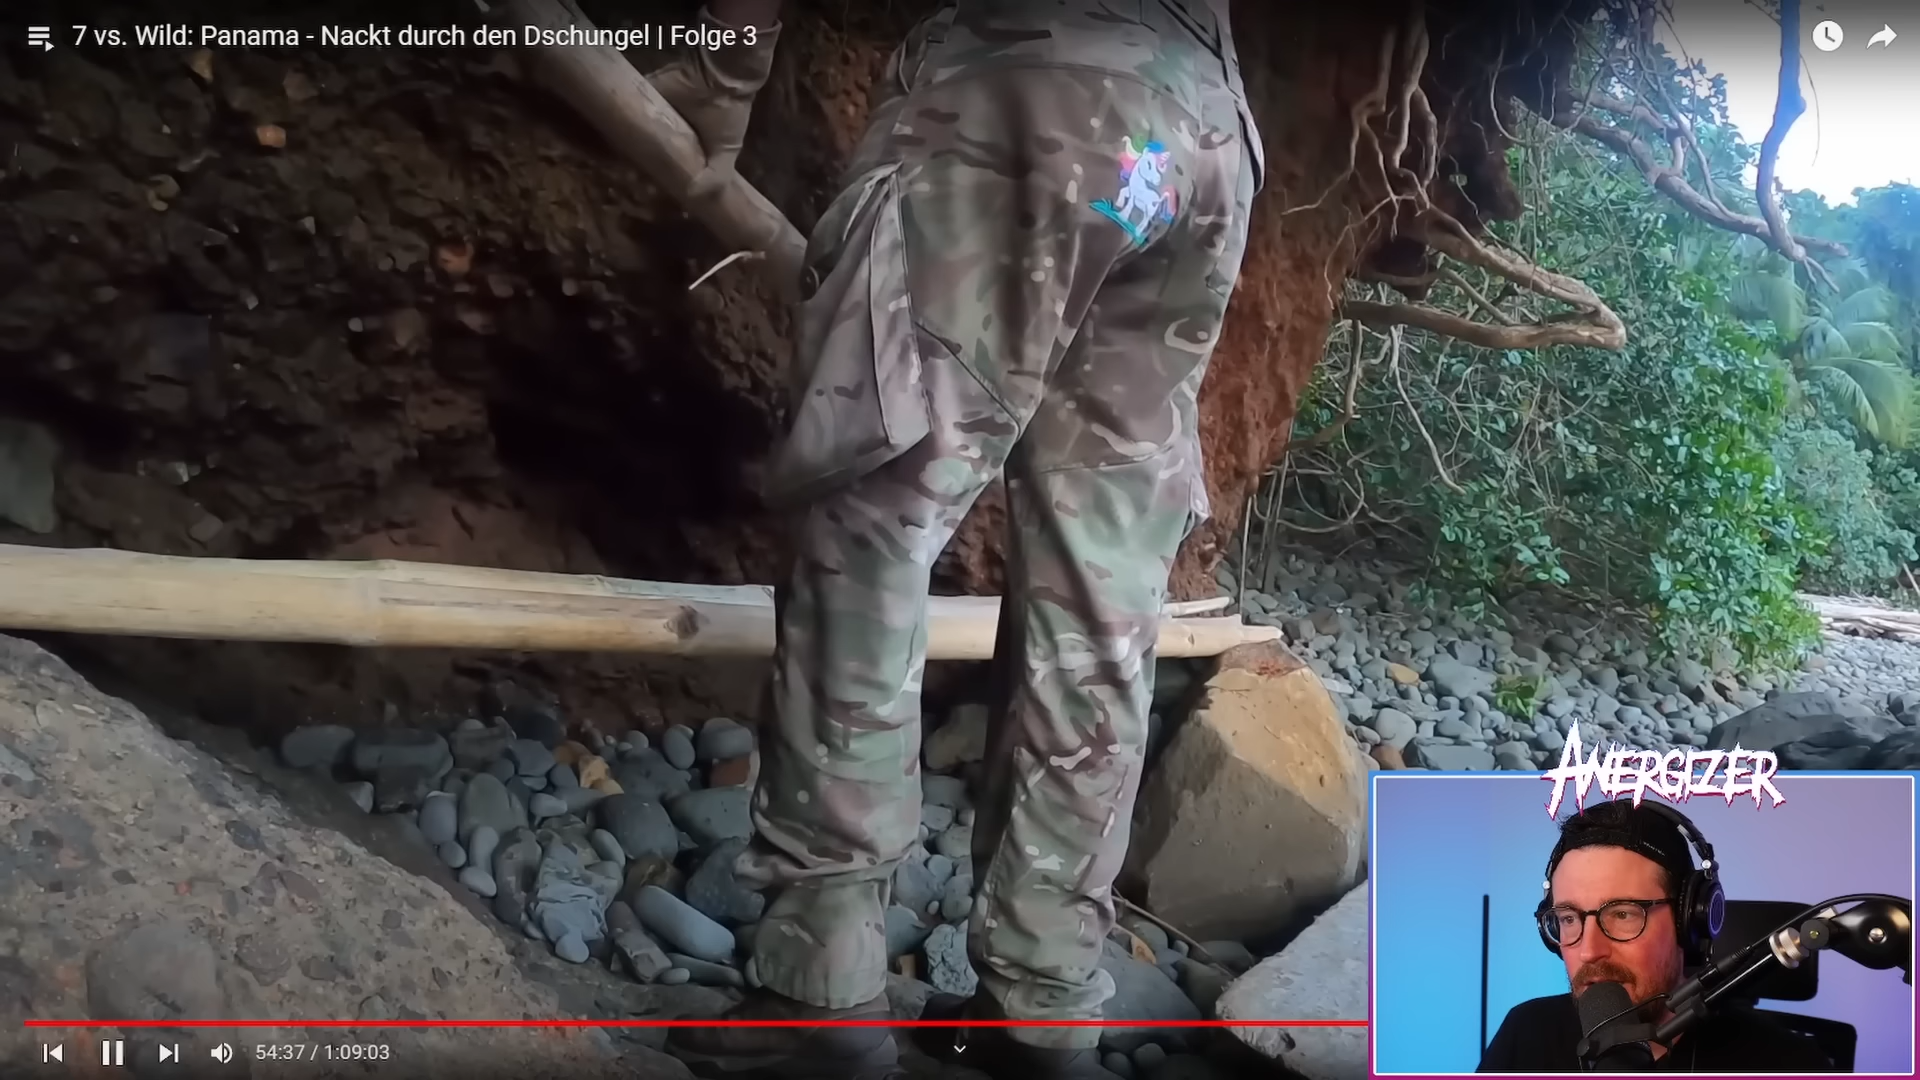 7 vs. Wild: Panama - Nackt durch den Dschungel | Folge 3
ANERGIZER
54:37 / 1:09:03